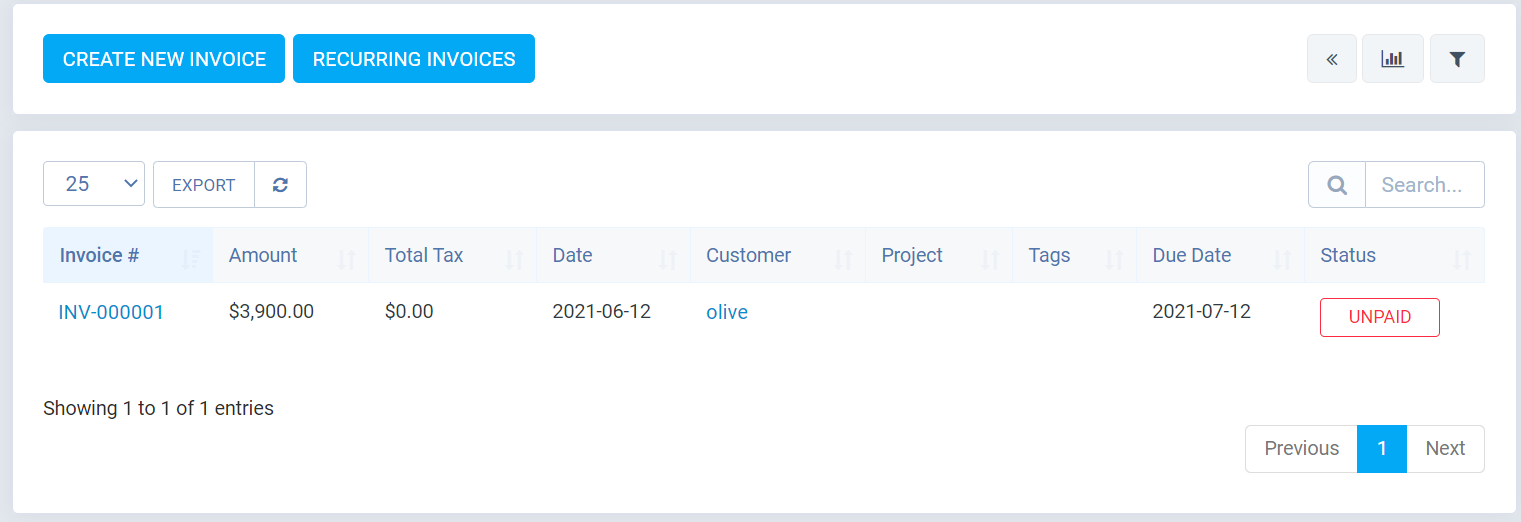 CREATE NEW INVOICE RECURRING INVOICES
25 EXPORT Search...
Invoice # Amount Total Tax Date Customer Project Tags Due Date Status
INV-000001 $3,900.00 $0.00 2021-06-12 olive 2021-07-12 UNPAID
Showing 1 to 1 of 1 entries
Previous 1 Next